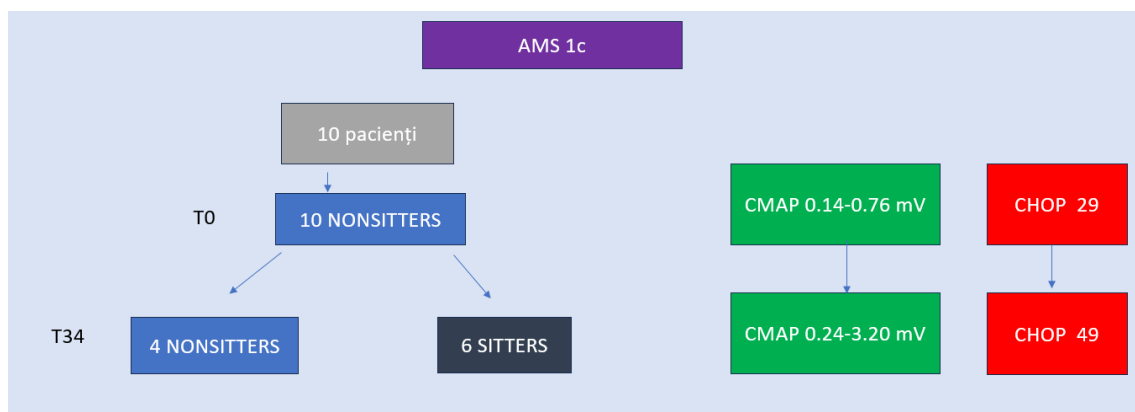 AMS 1c
10 pacienți
T0
10 NONSITTERS
CMAP 0.14-0.76 mV
CHOP 29
T34
4 NONSITTERS
6 SITTERS
CMAP 0.24-3.20 mV
CHOP 49